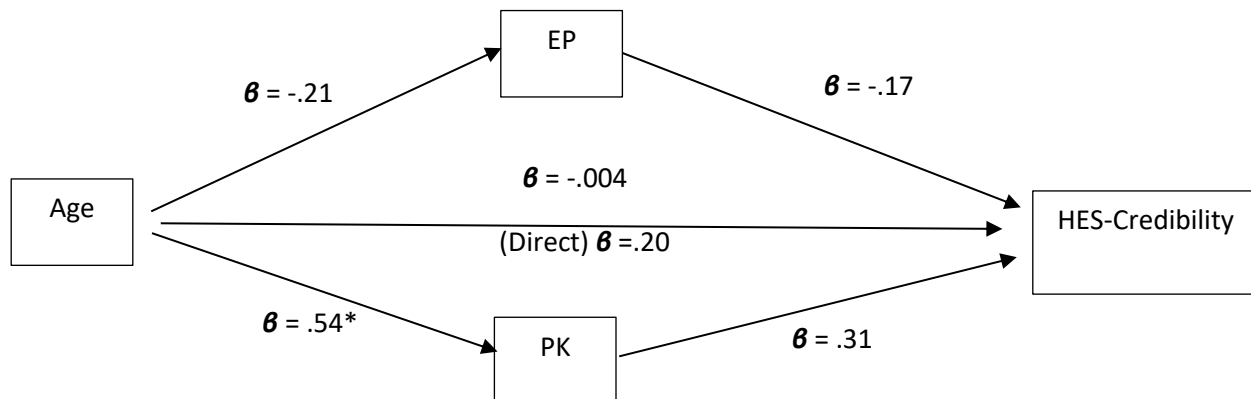 EP
ϐ = -.21
ϐ = -.17
ϐ = -.004
Age
HES-Credibility
(Direct) ϐ =.20
ϐ = .54*
PK
ϐ = .31